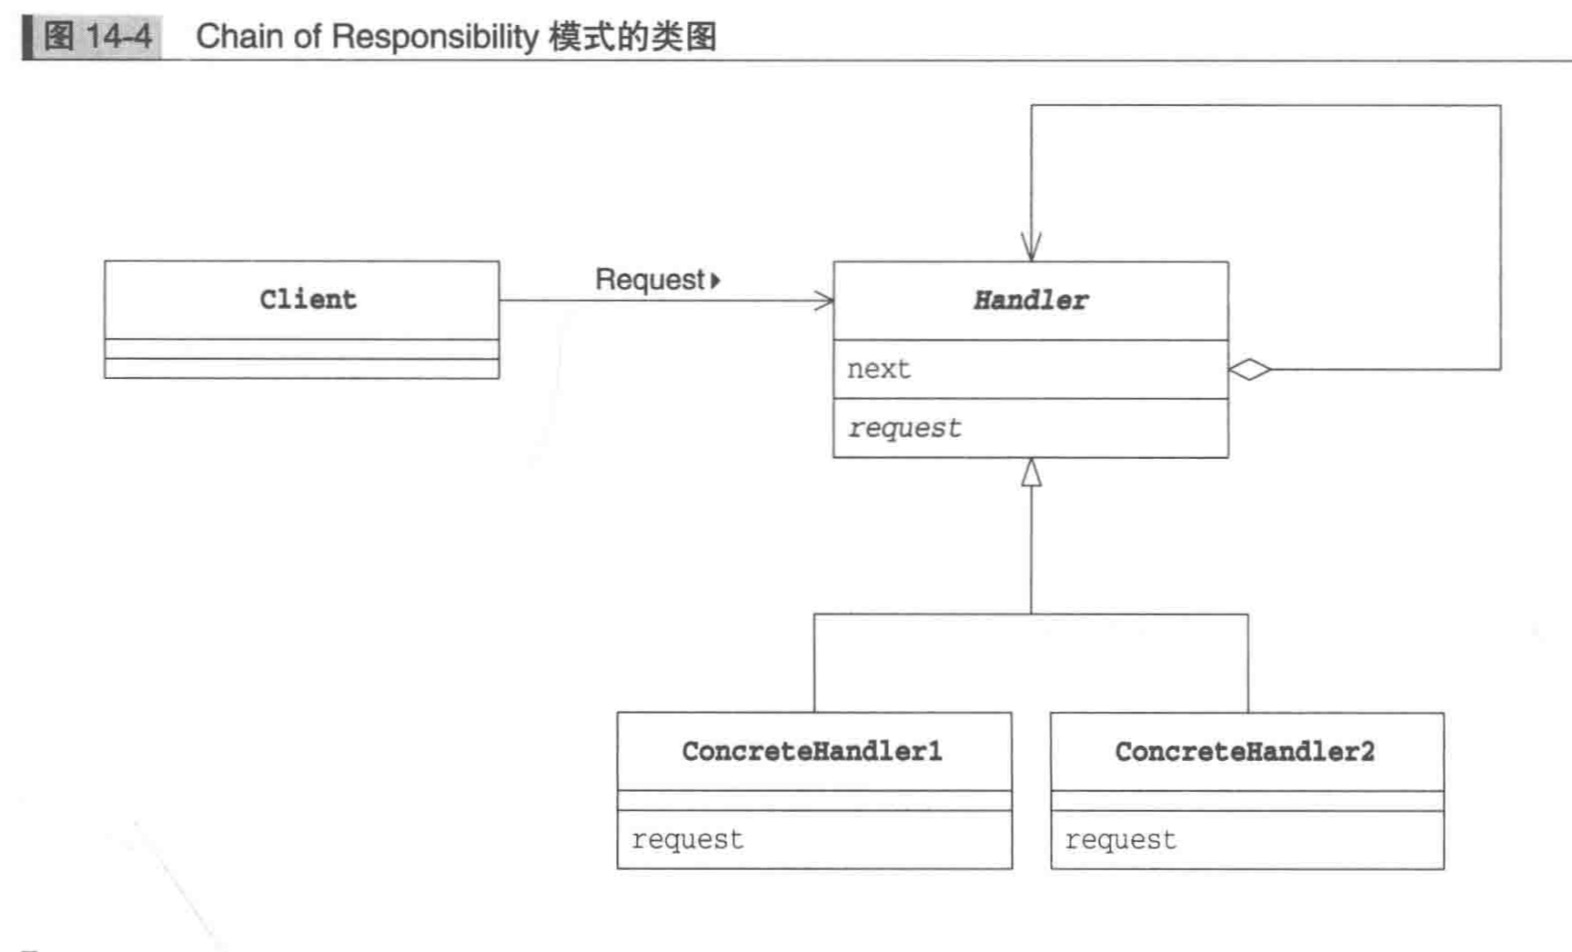 图 14-4 Chain of Responsibility 模式的类图
Client
Request▶
Handler
next
request
ConcreteHandler1
request
ConcreteHandler2
request